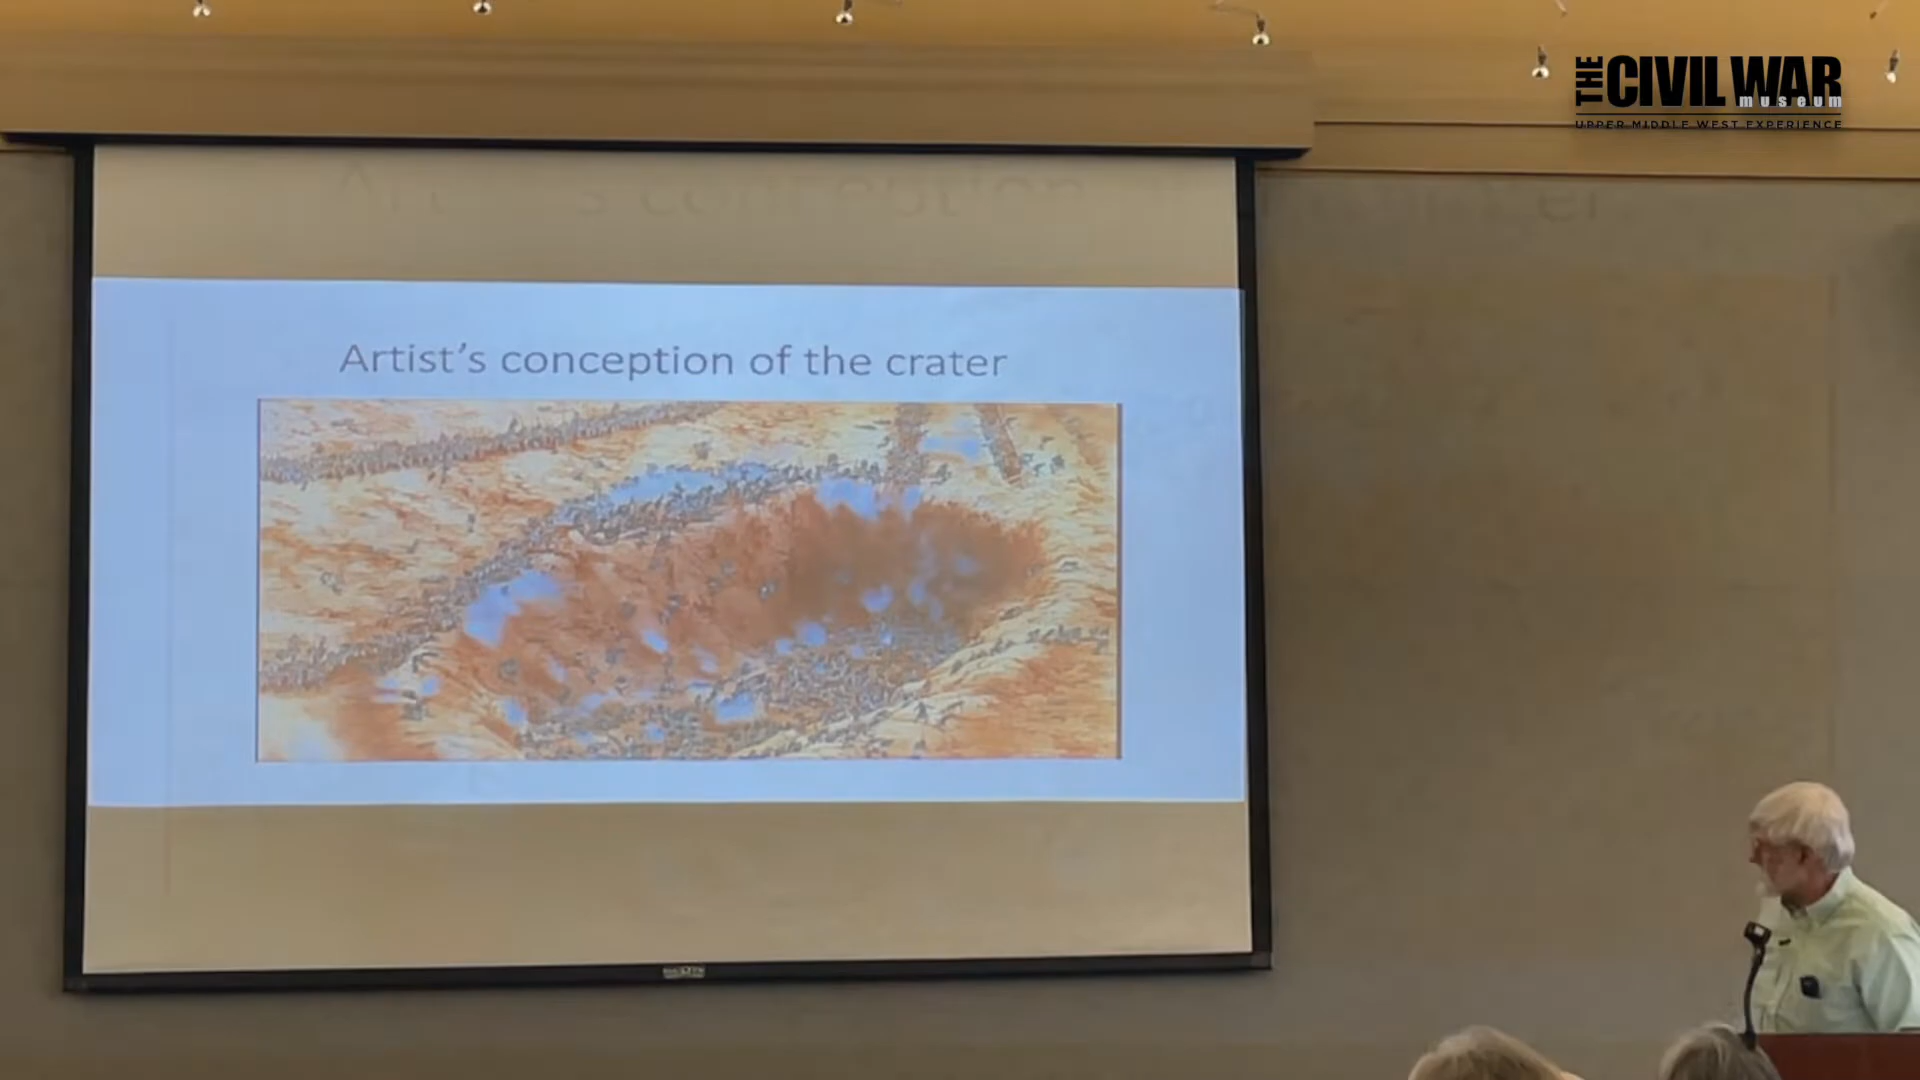 THE CIVIL WAR
museum
UPPER MIDDLE WEST EXPERIENCE
Artist's conception of the crater